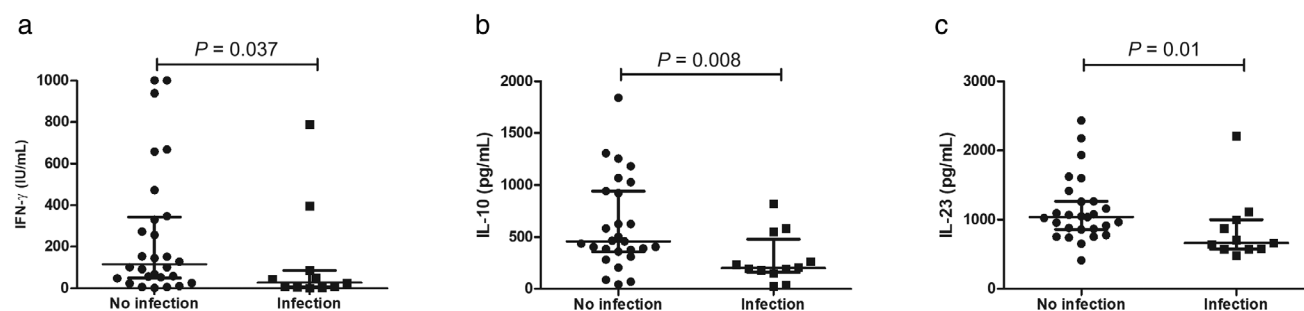 a
P = 0.037
IFN-γ (IU/mL)
1000
800
600
400
200
0
No infection
Infection
b
P = 0.008
IL-10 (pg/mL)
2000
1500
1000
500
0
No infection
Infection
c
P = 0.01
IL-23 (pg/mL)
3000
2000
1000
0
No infection
Infection